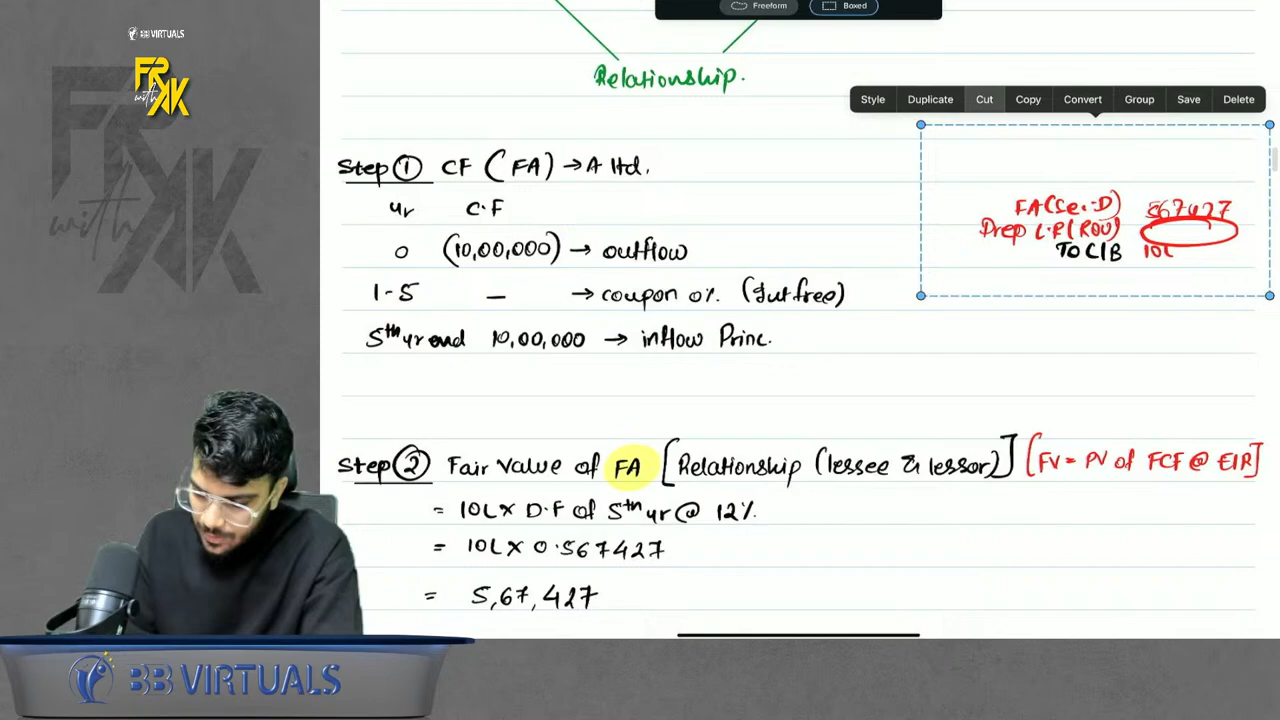 Freeform Boxed
BB VIRTUALS
FR
with
AK
Relationship.
Style Duplicate Cut Copy Convert Group Save Delete
Step ① CF (FA) → A ltd.
yr C.F
0 (10,00,000) → outflow
1-5 — → coupon 0%. (Int free)
5th yr end 10,00,000 → inflow Princ.
FA (Sec. D) 567427
Prep L.P (ROU)
TO C/B 10L
Step ② Fair Value of FA [Relationship (lessee & lessor)] [FV = PV of FCF @ EIR]
= 10L x D.F of 5th yr @ 12%.
= 10L x 0.567427
= 5,67,427
BB VIRTUALS